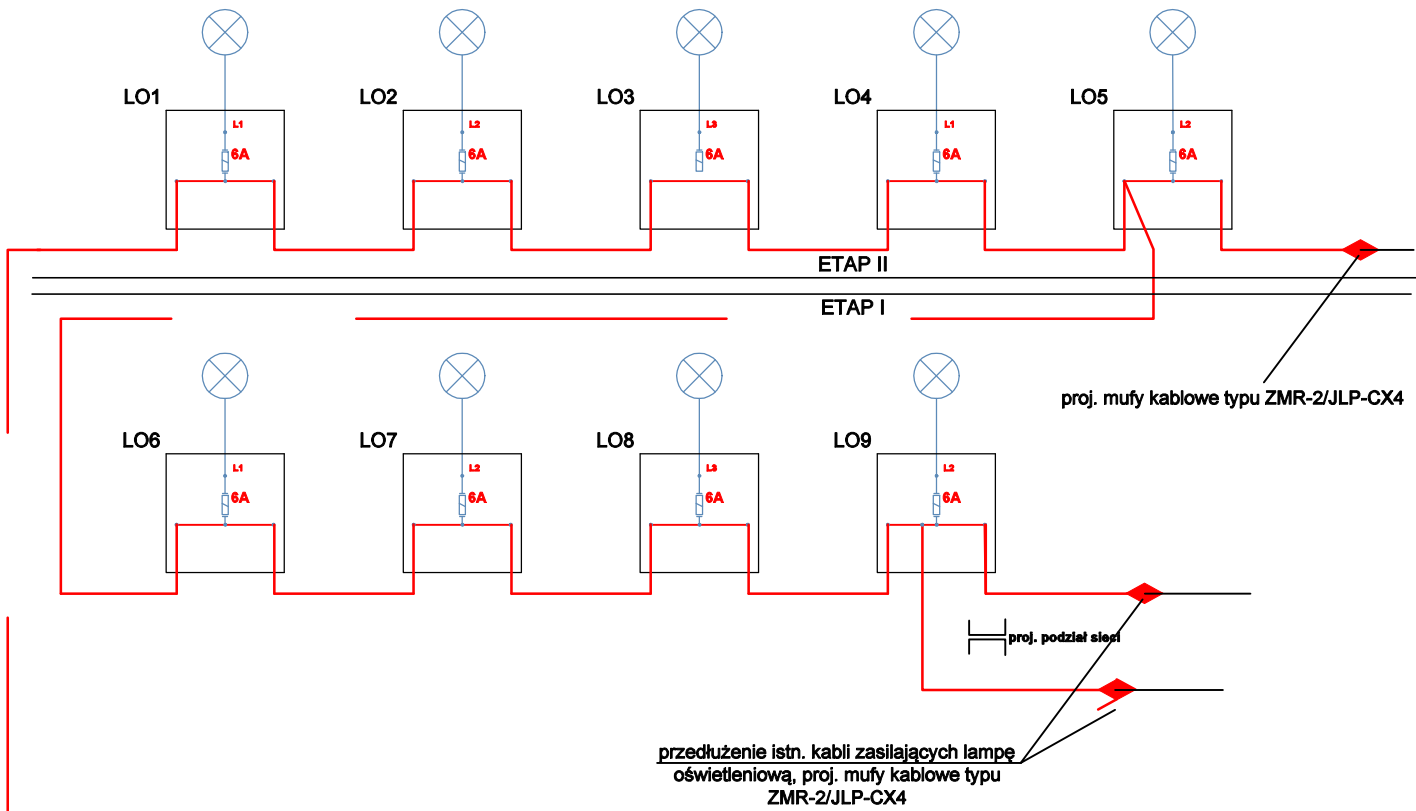 LO1
LO2
LO3
LO4
LO5
L1
L2
L3
L1
L2
6A
6A
6A
6A
6A
ETAP II
ETAP I
proj. mufy kablowe typu ZMR-2/JLP-CX4
LO6
LO7
LO8
LO9
L1
L2
L3
L2
6A
6A
6A
6A
proj. podział sieci
przedłużenie istn. kabli zasilających lampę
oświetleniową, proj. mufy kablowe typu
ZMR-2/JLP-CX4